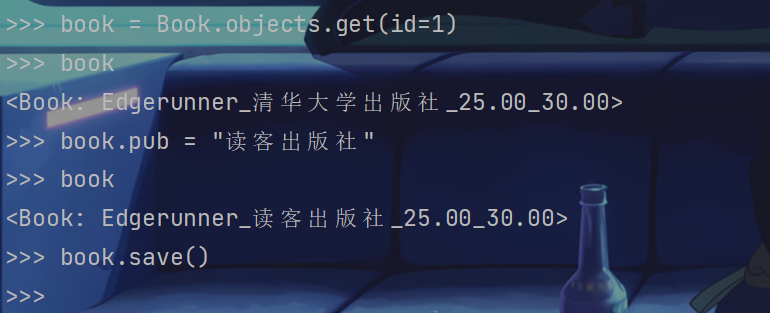 >>> book = Book.objects.get(id=1)
>>> book
<Book: Edgerunner_清华大学出版社_25.00_30.00>
>>> book.pub = "读客出版社"
>>> book
<Book: Edgerunner_读客出版社_25.00_30.00>
>>> book.save()
>>>